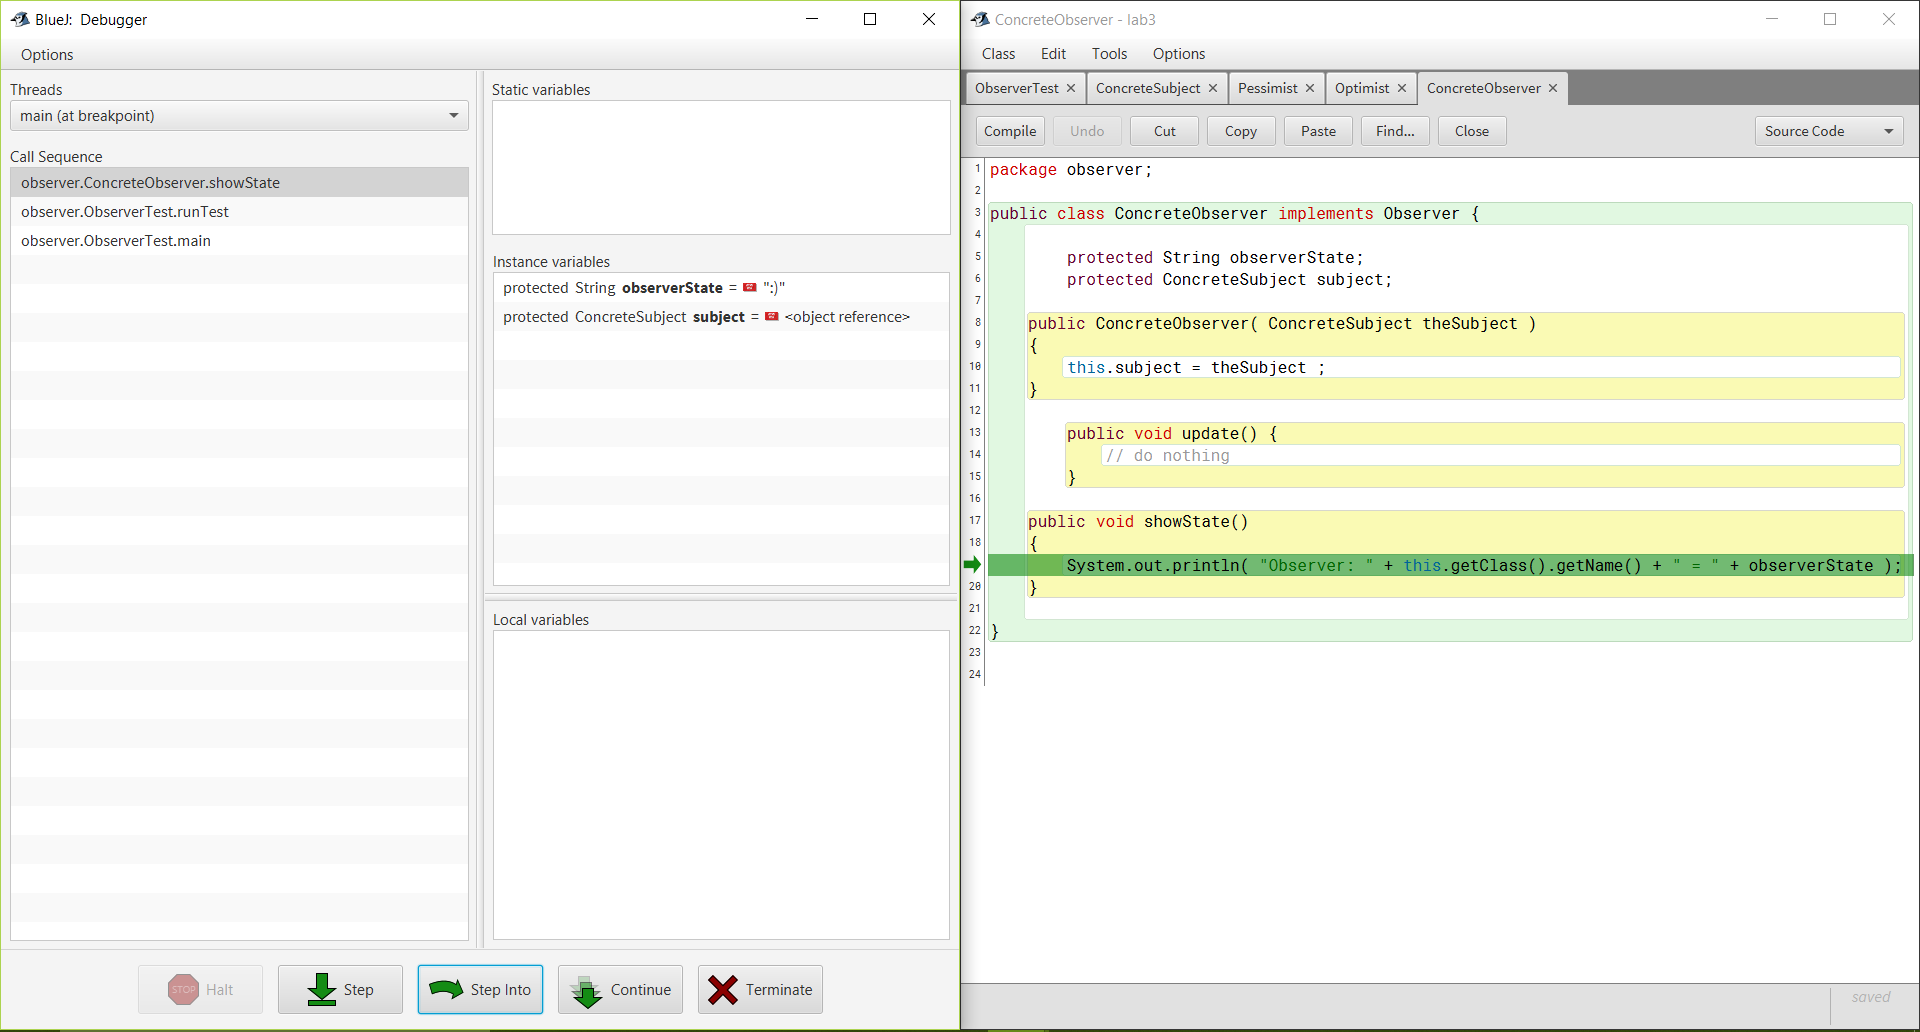 BlueJ: Debugger
Options
Threads
main (at breakpoint)
Call Sequence
observer.ConcreteObserver.showState
observer.ObserverTest.runTest
observer.ObserverTest.main
Static variables
Instance variables
protected String observerState = ":)"
protected ConcreteSubject subject = <object reference>
Local variables
STOP Halt
Step
Step Into
Continue
Terminate
ConcreteObserver - lab3
Class Edit Tools Options
ObserverTest ConcreteSubject Pessimist Optimist ConcreteObserver
Compile Undo Cut Copy Paste Find... Close Source Code
1 package observer;
2
3 public class ConcreteObserver implements Observer {
4
5 protected String observerState;
6 protected ConcreteSubject subject;
7
8 public ConcreteObserver( ConcreteSubject theSubject )
9 {
10 this.subject = theSubject ;
11 }
12
13 public void update() {
14 // do nothing
15 }
16
17 public void showState()
18 {
System.out.println( "Observer: " + this.getClass().getName() + " = " + observerState );
20 }
21
22 }
23
24
saved